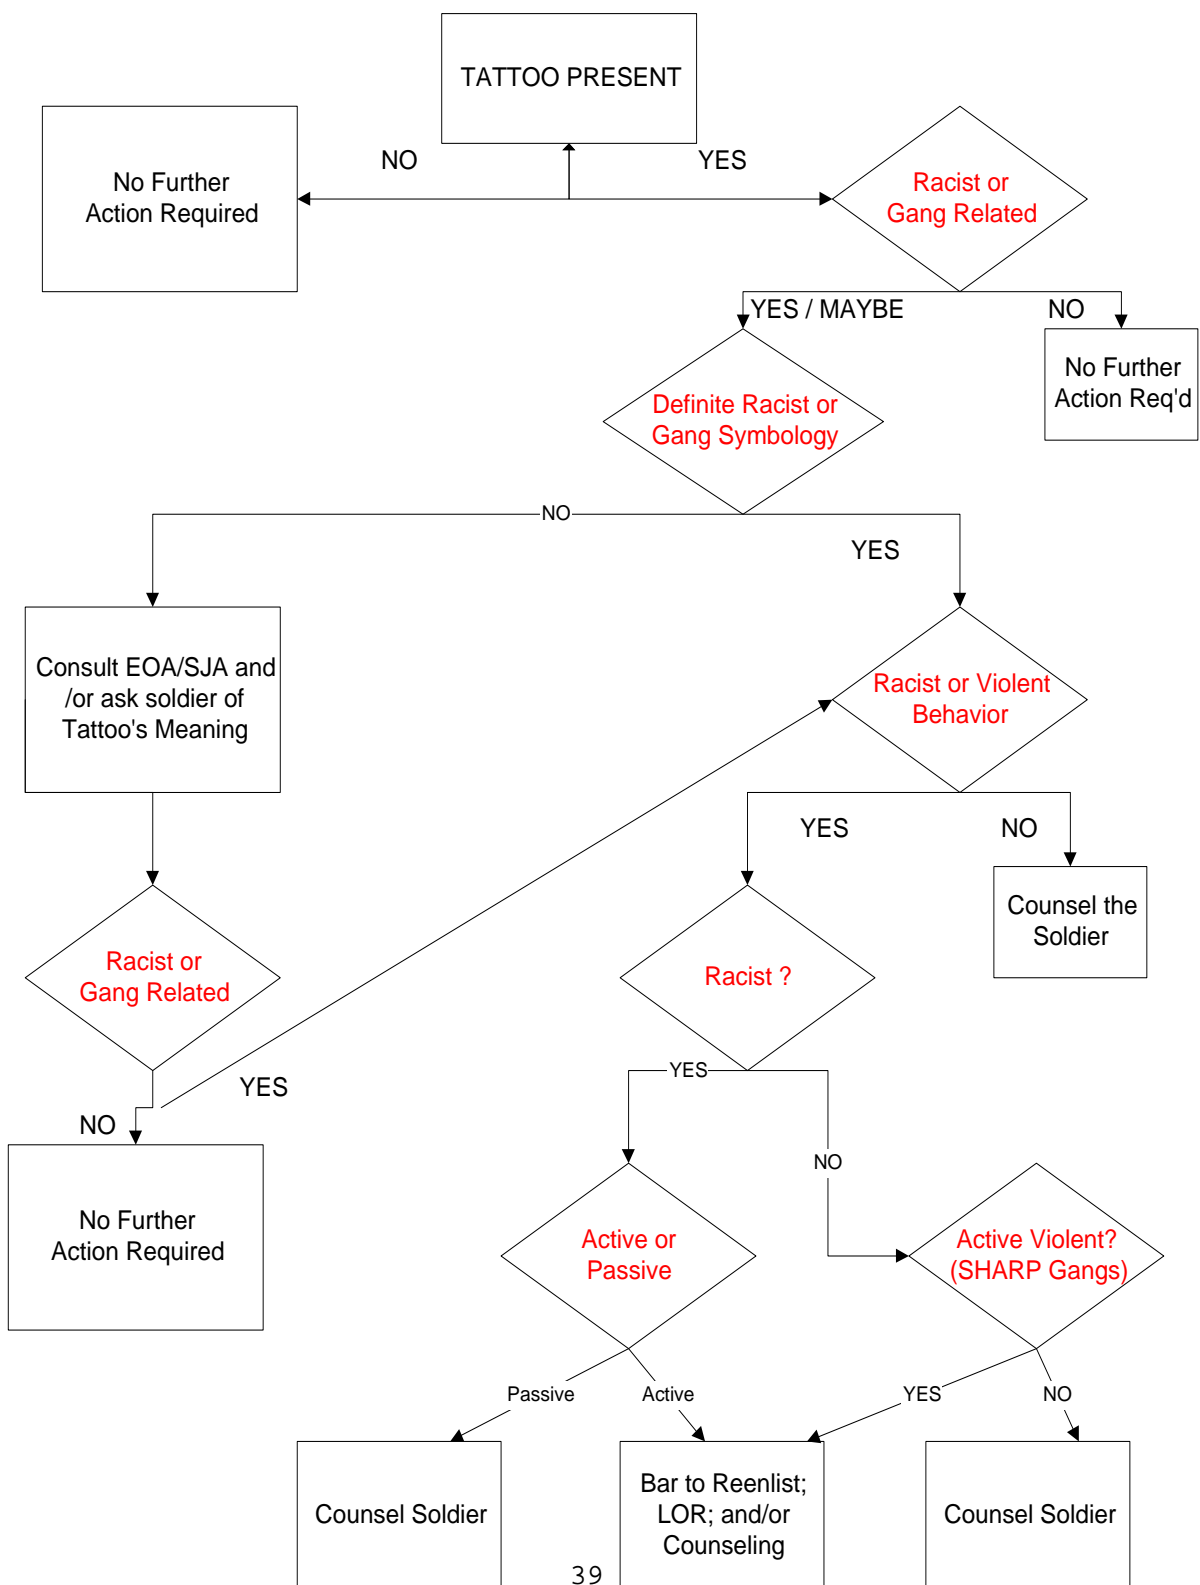 TATTOO PRESENT
NO
YES
No Further
Action Required
Racist or
Gang Related
YES / MAYBE
NO
No Further
Action Req'd
Definite Racist or
Gang Symbology
NO
YES
Consult EOA/SJA and
/or ask soldier of
Tattoo's Meaning
Racist or Violent
Behavior
YES
NO
Counsel the
Soldier
Racist or
Gang Related
Racist ?
YES
NO
YES
NO
No Further
Action Required
Active or
Passive
Active Violent?
(SHARP Gangs)
Passive
Active
YES
NO
Counsel Soldier
Bar to Reenlist;
LOR; and/or
Counseling
Counsel Soldier
39